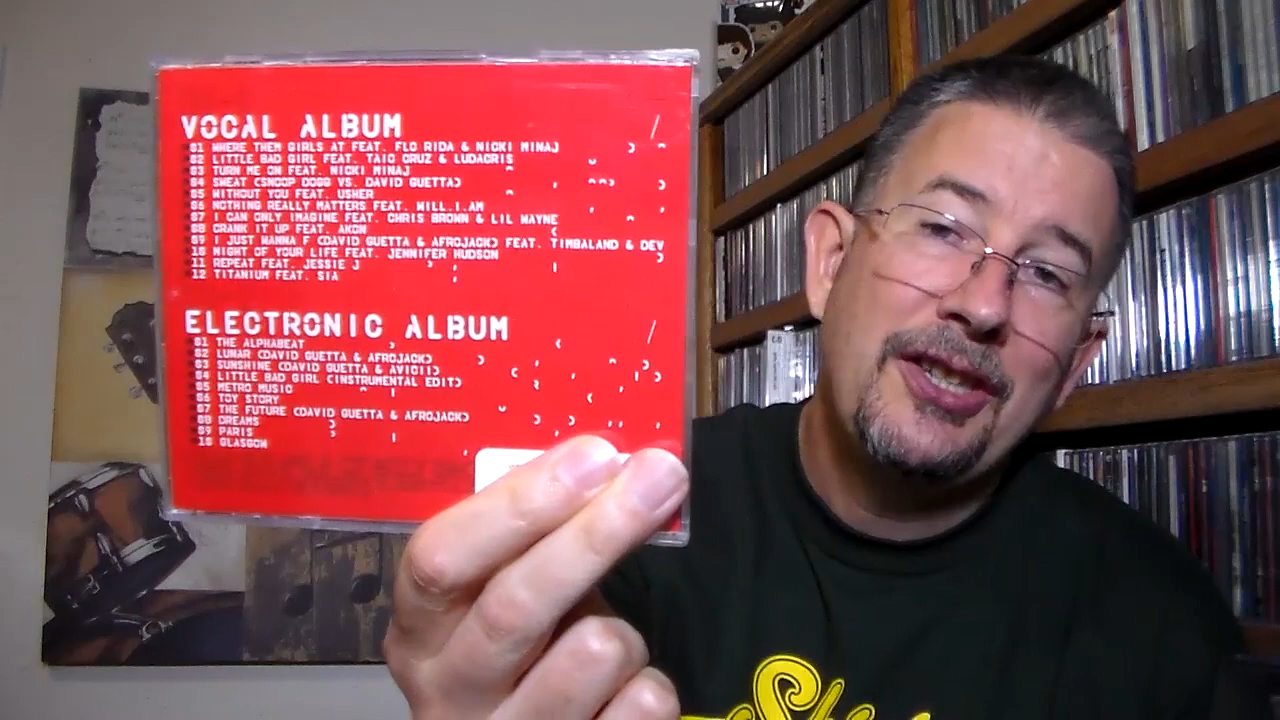 VOCAL ALBUM
01 WHERE THEM GIRLS AT FEAT. FLO RIDA & NICKI MINAJ
02 LITTLE BAD GIRL FEAT. TAIO CRUZ & LUDACRIS
03 TURN ME ON FEAT. NICKI MINAJ
04 SWEAT (SNOOP DOGG VS. DAVID GUETTA)
05 WITHOUT YOU FEAT. USHER
06 NOTHING REALLY MATTERS FEAT. WILL.I.AM
07 I CAN ONLY IMAGINE FEAT. CHRIS BROWN & LIL WAYNE
08 CRANK IT UP FEAT. AKON
09 I JUST WANNA F (DAVID GUETTA & AFROJACK) FEAT. TIMBALAND & DEV
10 NIGHT OF YOUR LIFE FEAT. JENNIFER HUDSON
11 REPEAT FEAT. JESSIE J
12 TITANIUM FEAT. SIA
ELECTRONIC ALBUM
01 THE ALPHABEAT
02 LUNAR (DAVID GUETTA & AFROJACK)
03 SUNSHINE (DAVID GUETTA & AVICII)
04 LITTLE BAD GIRL (INSTRUMENTAL EDIT)
05 METRO MUSIC
06 TOY STORY
07 THE FUTURE (DAVID GUETTA & AFROJACK)
08 DREAMS
09 PARIS
10 GLASGOW